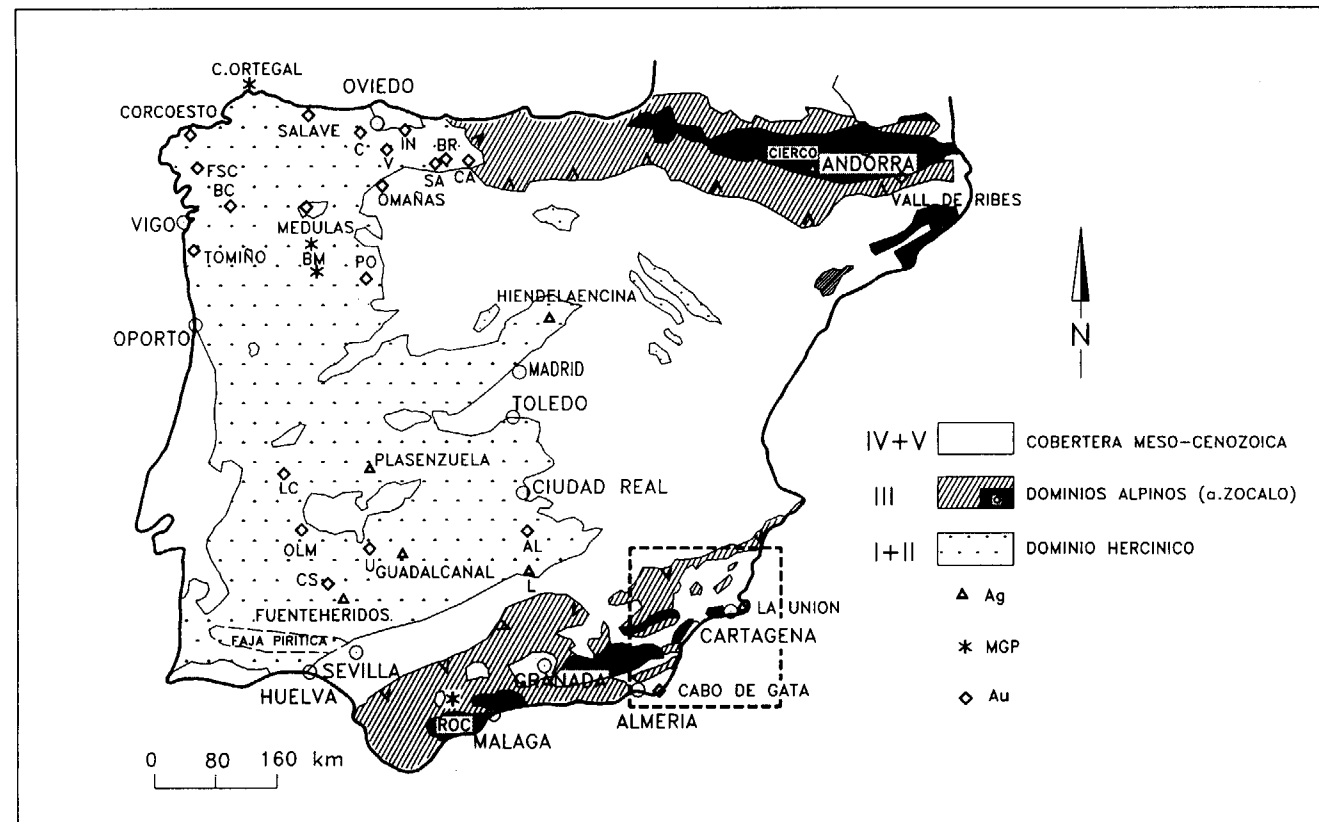 C.ORTEGAL
OVIEDO
CORCOESTO
SALAVE
C
IN
BR
V
SA
CA
FSC
BC
OMAÑAS
CIERCO
ANDORRA
VALL DE RIBES
VIGO
MEDULAS
TOMIÑO
BM
PO
HIENDELAENCINA
OPORTO
MADRID
TOLEDO
N
PLASENZUELA
LC
CIUDAD REAL
OLM
AL
U
GUADALCAÑAL
CS
L
FUENTEHERIDOS
FAJA PIRITICA
SEVILLA
HUELVA
GRANADA
LA UNION
CARTAGENA
CABO DE GATA
ROC
MALAGA
ALMERIA
IV+V COBERTERA MESO-CENOZOICA
III DOMINIOS ALPINOS (a.ZOCALO)
I+II DOMINIO HERCINICO
Ag
MGP
Au
0 80 160 km